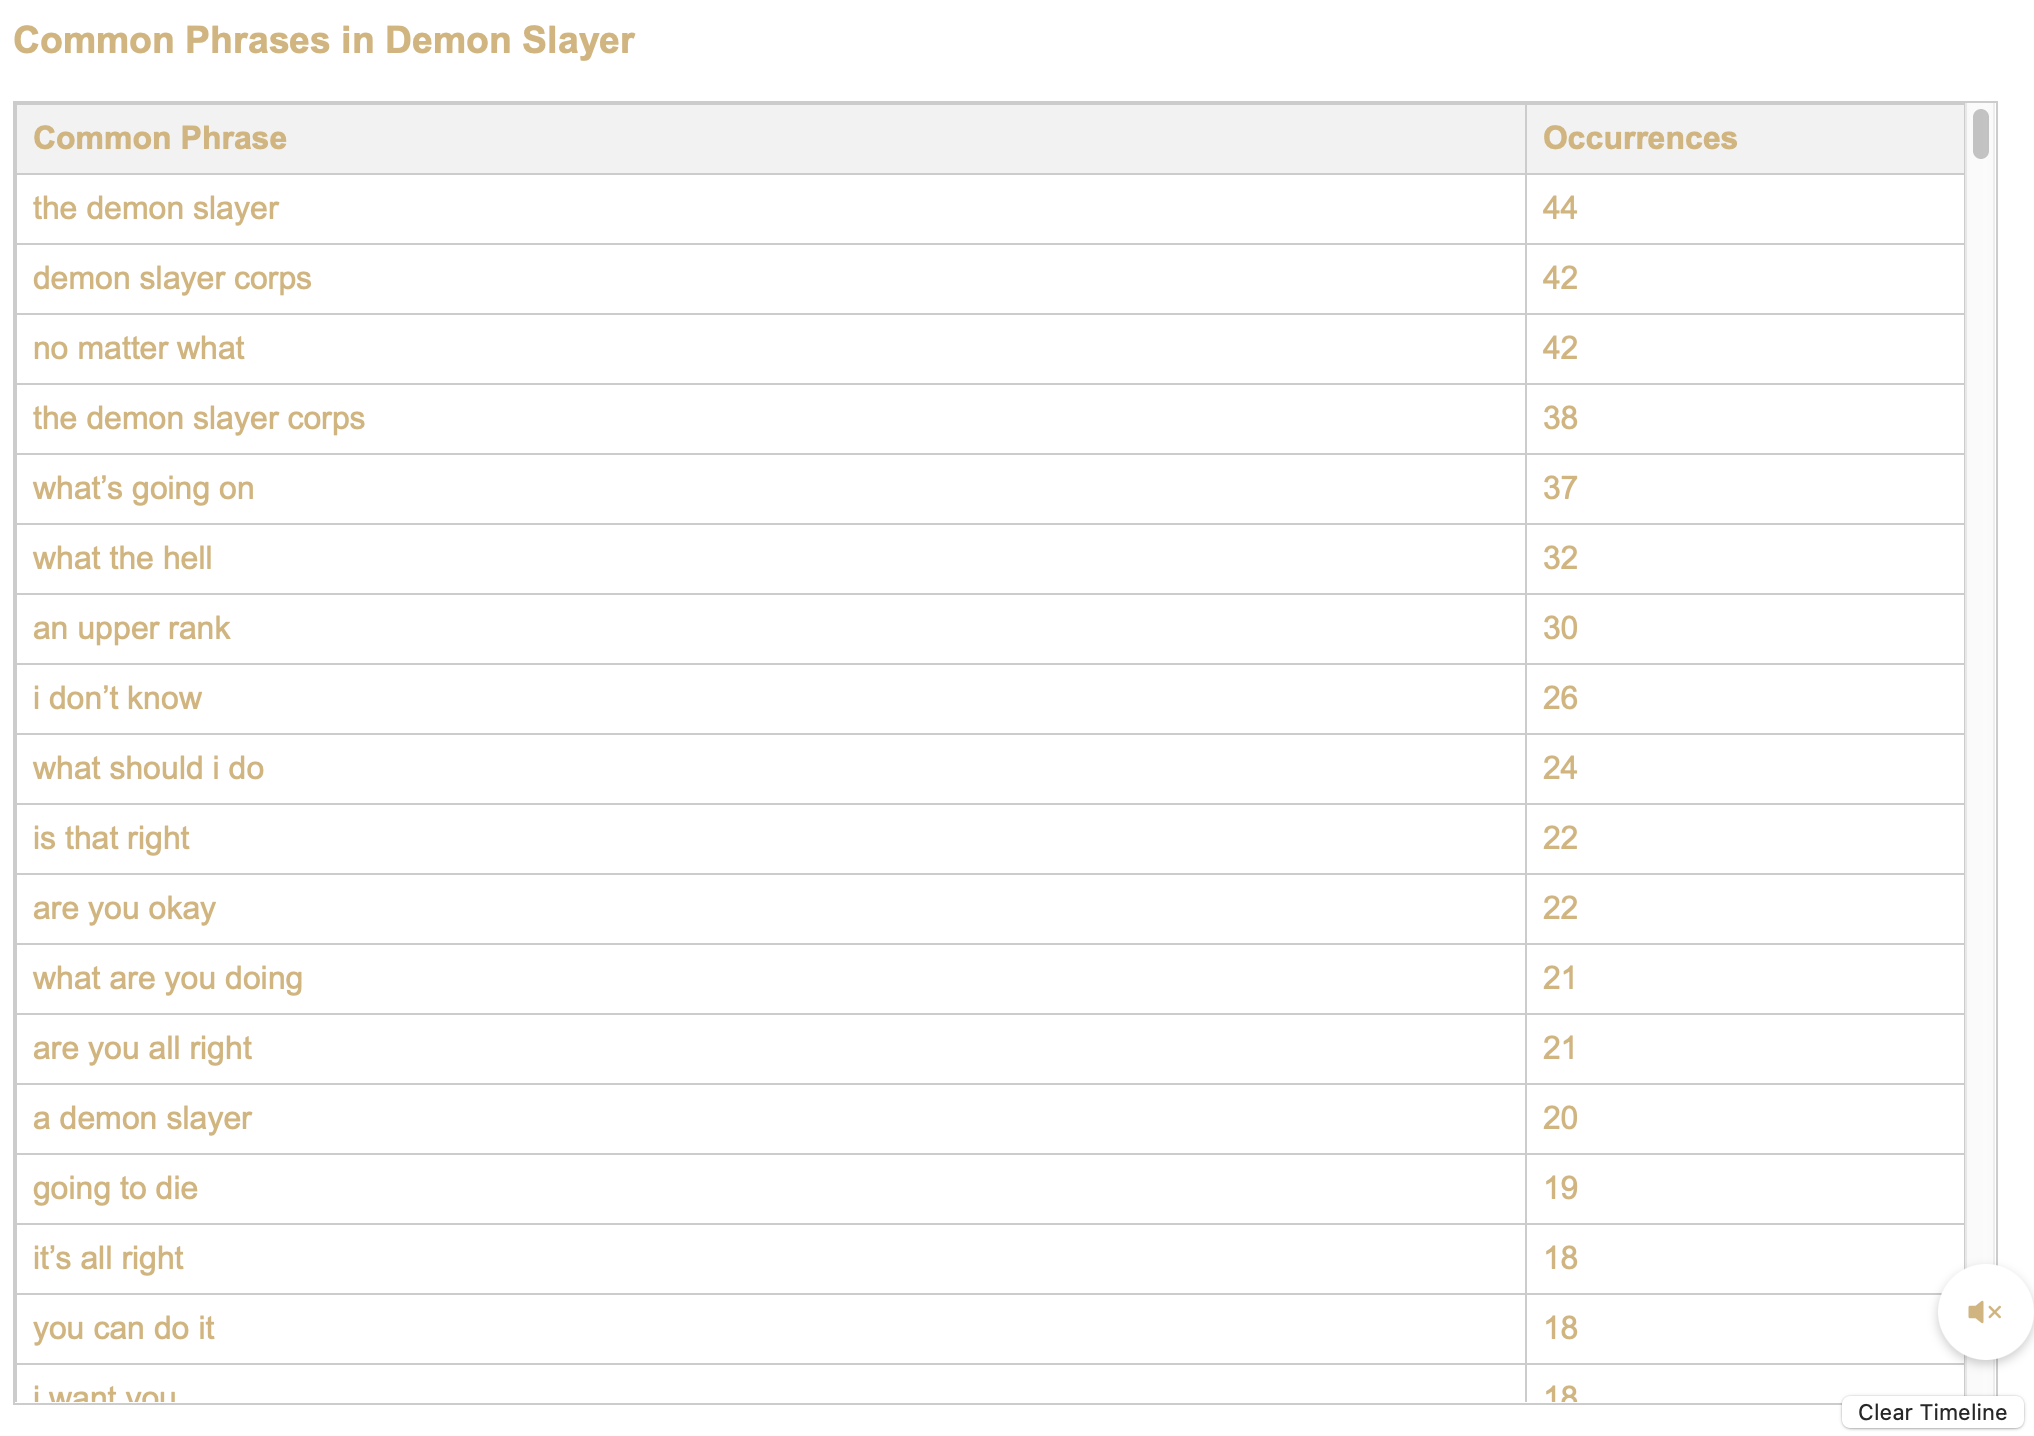 Common Phrases in Demon Slayer
Common Phrase Occurrences
the demon slayer 44
demon slayer corps 42
no matter what 42
the demon slayer corps 38
what’s going on 37
what the hell 32
an upper rank 30
i don’t know 26
what should i do 24
is that right 22
are you okay 22
what are you doing 21
are you all right 21
a demon slayer 20
going to die 19
it’s all right 18
you can do it 18
i want you 18
Clear Timeline